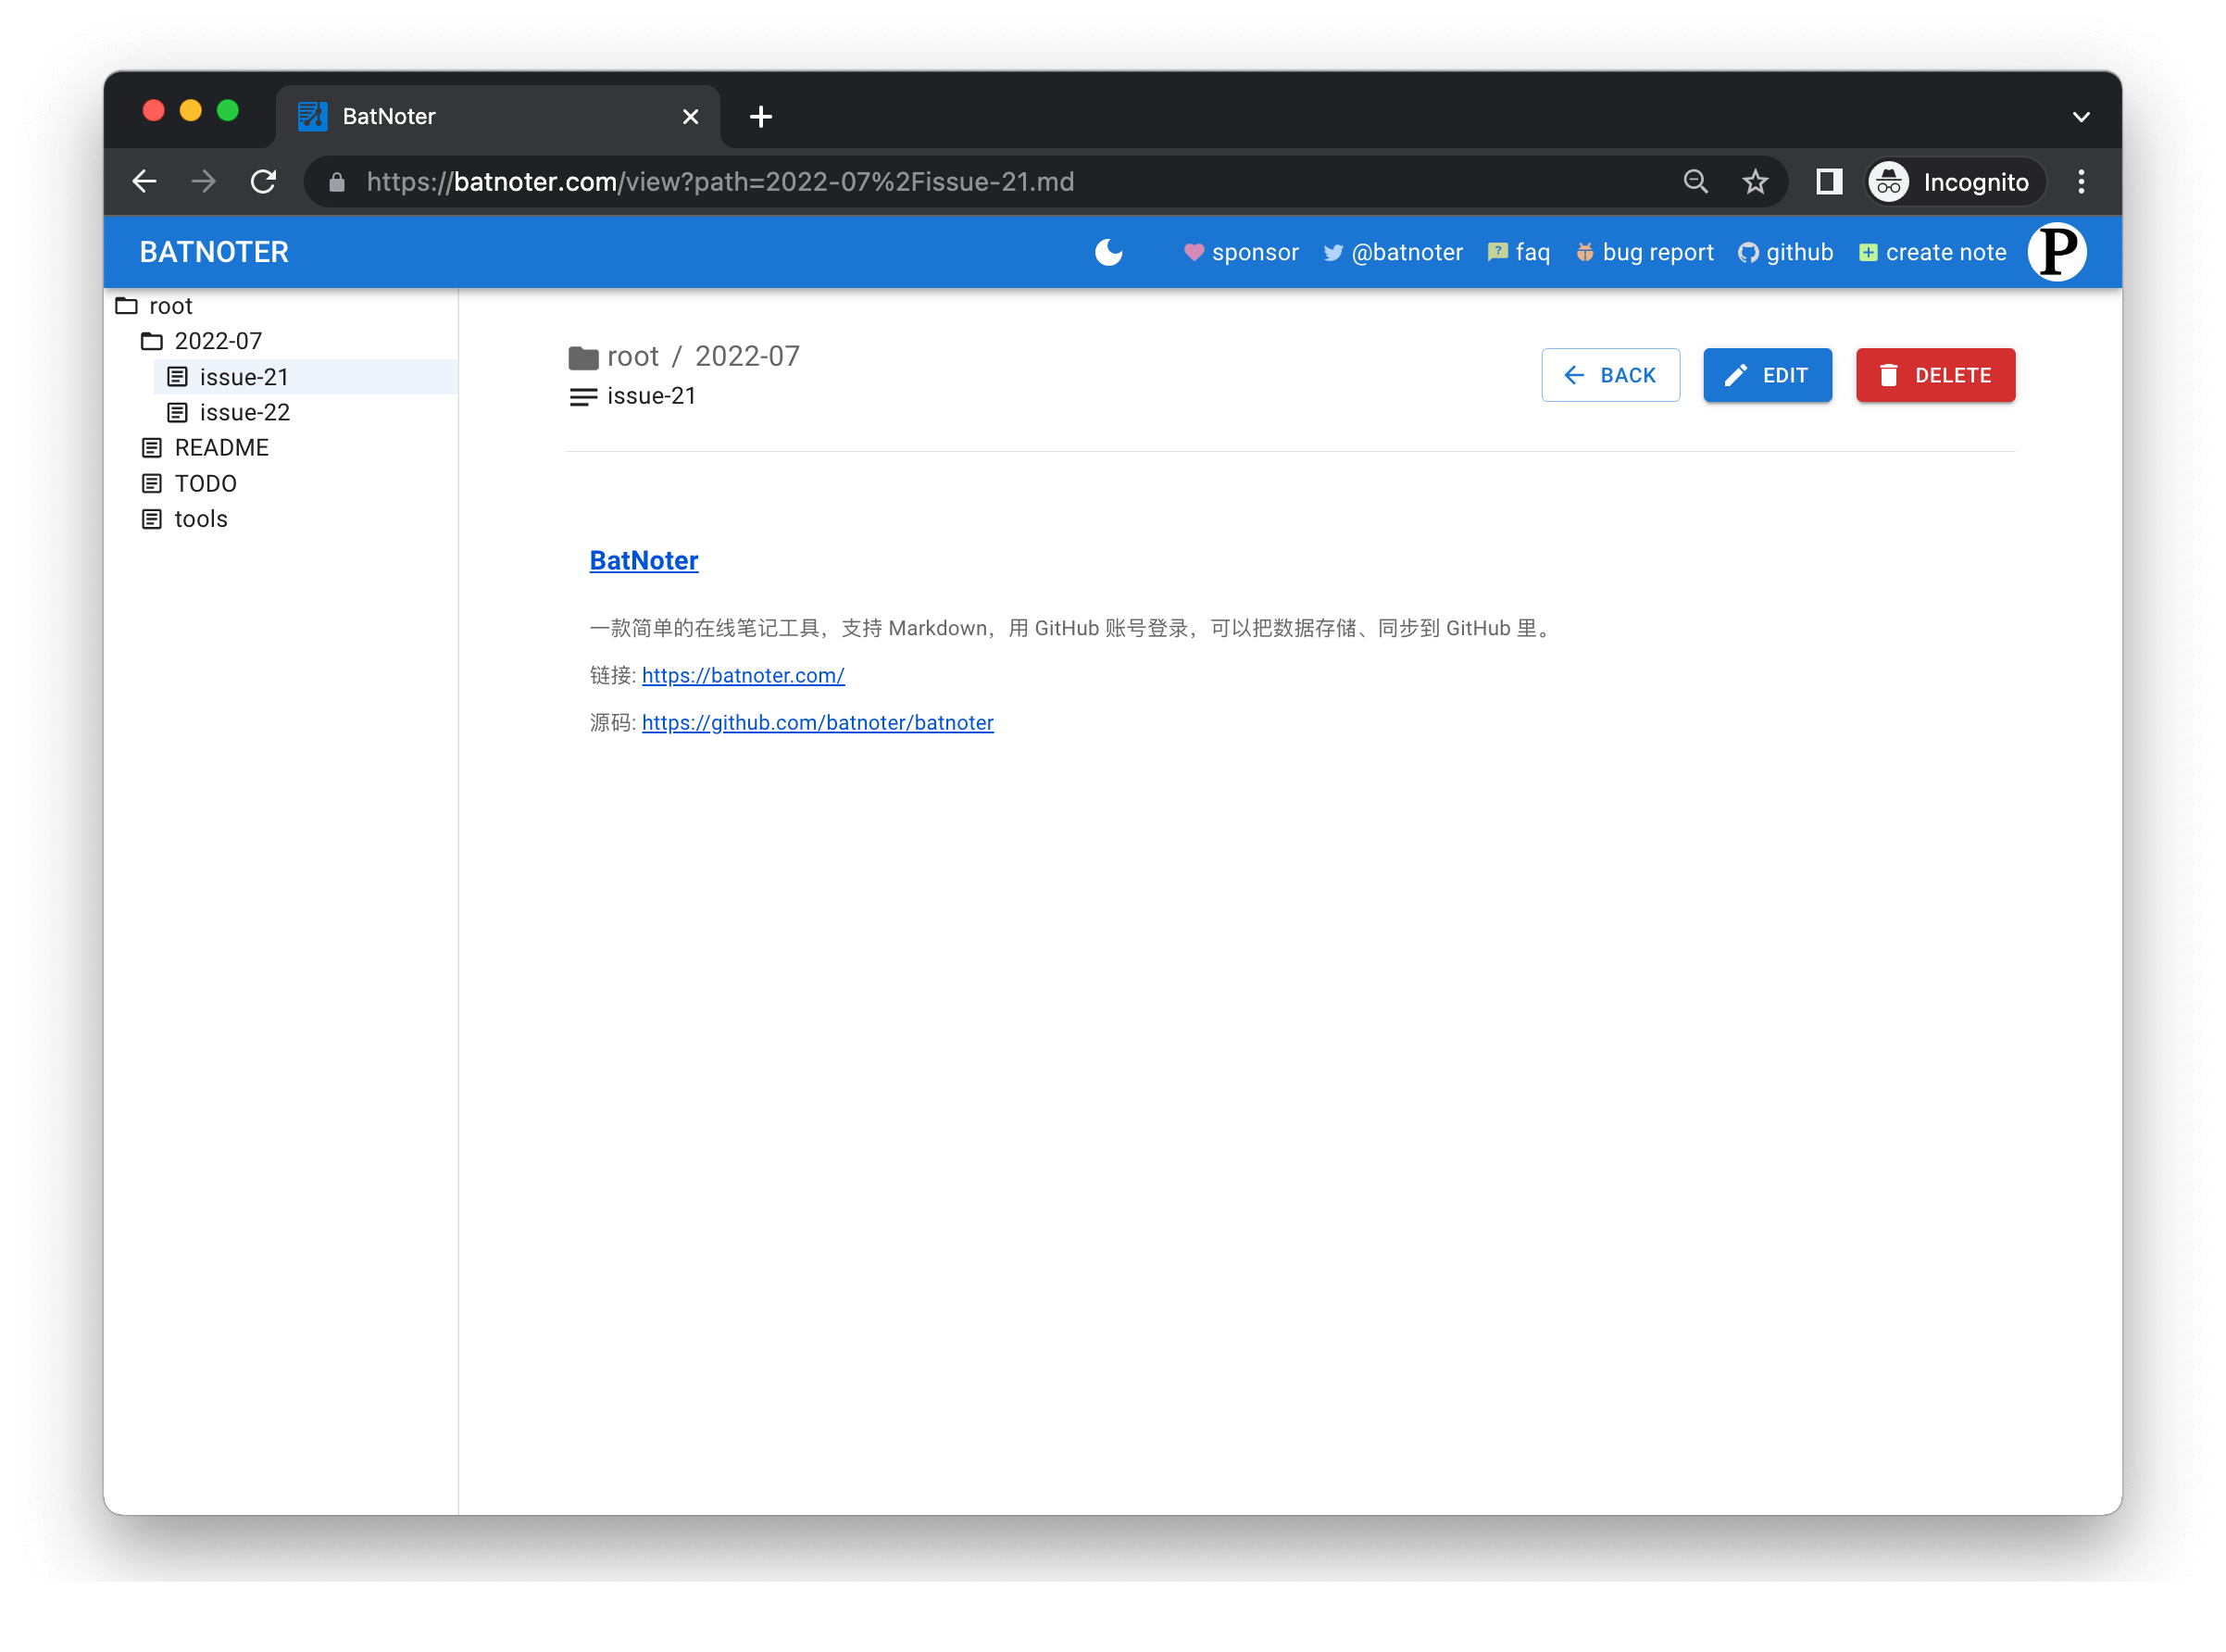 BatNoter
https://batnoter.com/view?path=2022-07%2Fissue-21.md
Incognito
BATNOTER
sponsor
@batnoter
faq
bug report
github
create note
P
root
2022-07
issue-21
issue-22
README
TODO
tools
root / 2022-07
issue-21
BACK
EDIT
DELETE
BatNoter
一款简单的在线笔记工具，支持 Markdown，用 GitHub 账号登录，可以把数据存储、同步到 GitHub 里。
链接: https://batnoter.com/
源码: https://github.com/batnoter/batnoter